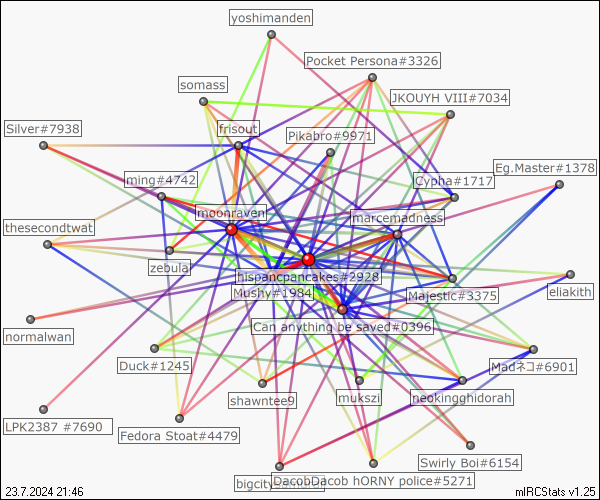 yoshimanden
Pocket Persona#3326
somass
JKOUYH VIII#7034
Silver#7938
frisout
Pikabro#9971
Eg.Master#1378
ming#4742
Cypha#1717
moonraven
marcemadness
thesecondtwat
zebula
hispancpancakes#2928
Mushy#1984
Majestic#3375
eliakith
Can anything be saved#0396
normalwan
Duck#1245
Madネコ#6901
shawntee9
mukszi
neokingghidorah
LPK2387 #7690
Fedora Stoat#4479
Swirly Boi#6154
DacobDacob hORNY police#5271
23.7.2024 21:46
mIRCStats v1.25